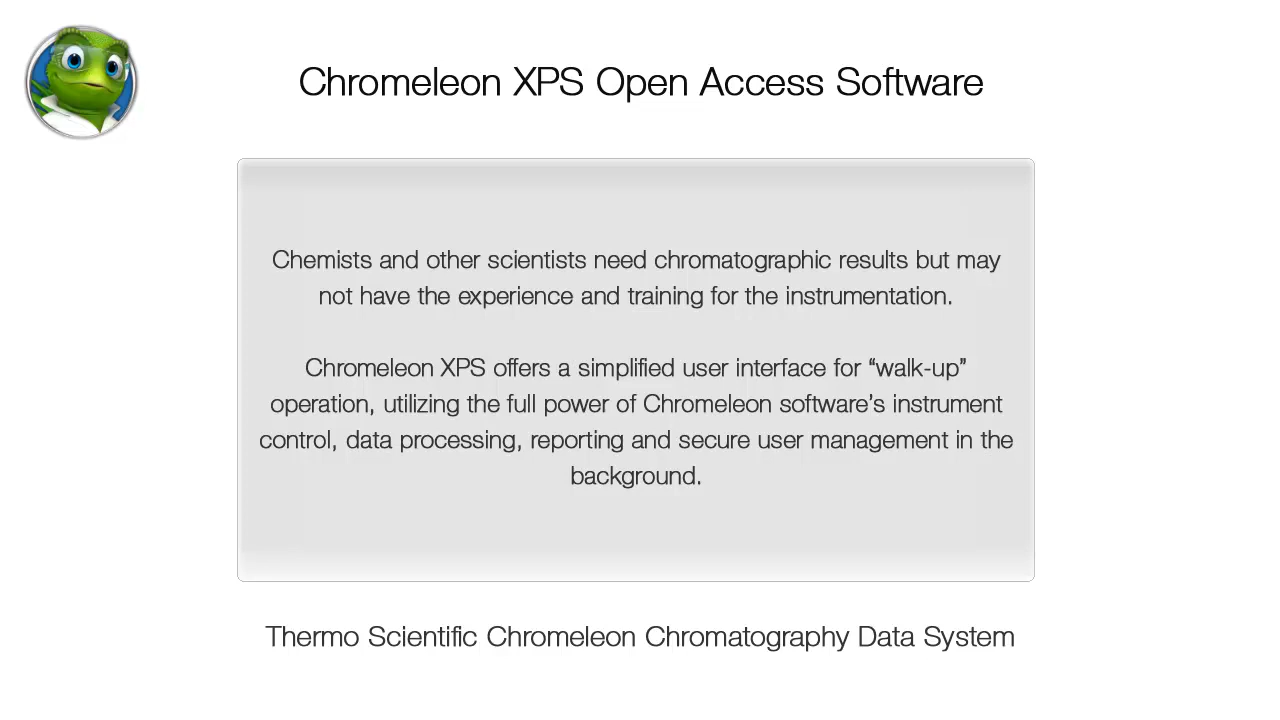 Chromeleon XPS Open Access Software
Chemists and other scientists need chromatographic results but may
not have the experience and training for the instrumentation.
Chromeleon XPS offers a simplified user interface for “walk-up”
operation, utilizing the full power of Chromeleon software’s instrument
control, data processing, reporting and secure user management in the
background.
Thermo Scientific Chromeleon Chromatography Data System